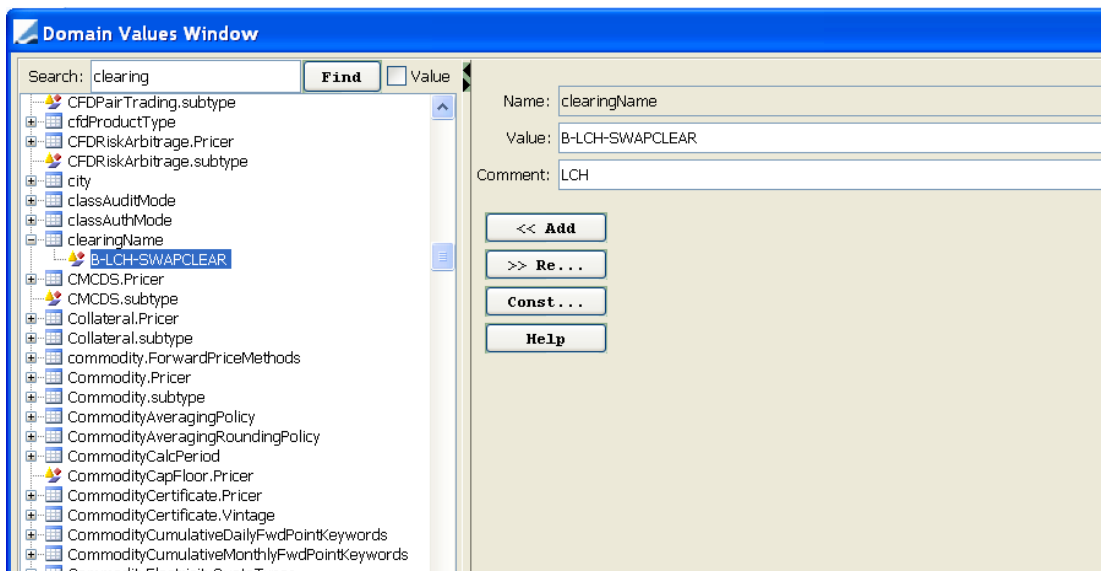 Domain Values Window
Search: clearing Find Value
CFDPairTrading.subtype
cfdProductType
CFDRiskArbitrage.Pricer
CFDRiskArbitrage.subtype
city
classAuditMode
classAuthMode
clearingName
B-LCH-SWAPCLEAR
CMCDS.Pricer
CMCDS.subtype
Collateral.Pricer
Collateral.subtype
commodity.ForwardPriceMethods
Commodity.Pricer
Commodity.subtype
CommodityAveragingPolicy
CommodityAveragingRoundingPolicy
CommodityCalcPeriod
CommodityCapFloor.Pricer
CommodityCertificate.Pricer
CommodityCertificate.Vintage
CommodityCumulativeDailyFwdPointKeywords
CommodityCumulativeMonthlyFwdPointKeywords
Name: clearingName
Value: B-LCH-SWAPCLEAR
Comment: LCH
<< Add
>> Re...
Const...
Help